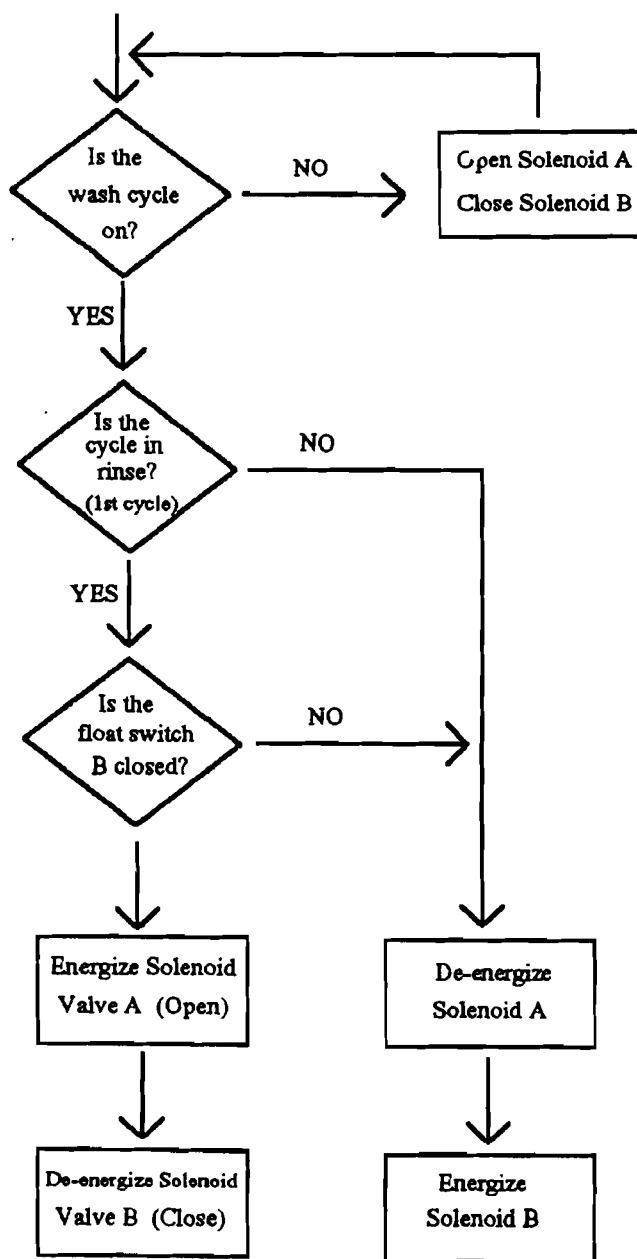 Is the
wash cycle
on?
NO
Open Solenoid A
Close Solenoid B
YES
Is the
cycle in
rinse?
(1st cycle)
NO
YES
Is the
float switch
B closed?
NO
Energize Solenoid
Valve A (Open)
De-energize
Solenoid A
De-energize Solenoid
Valve B (Close)
Energize
Solenoid B